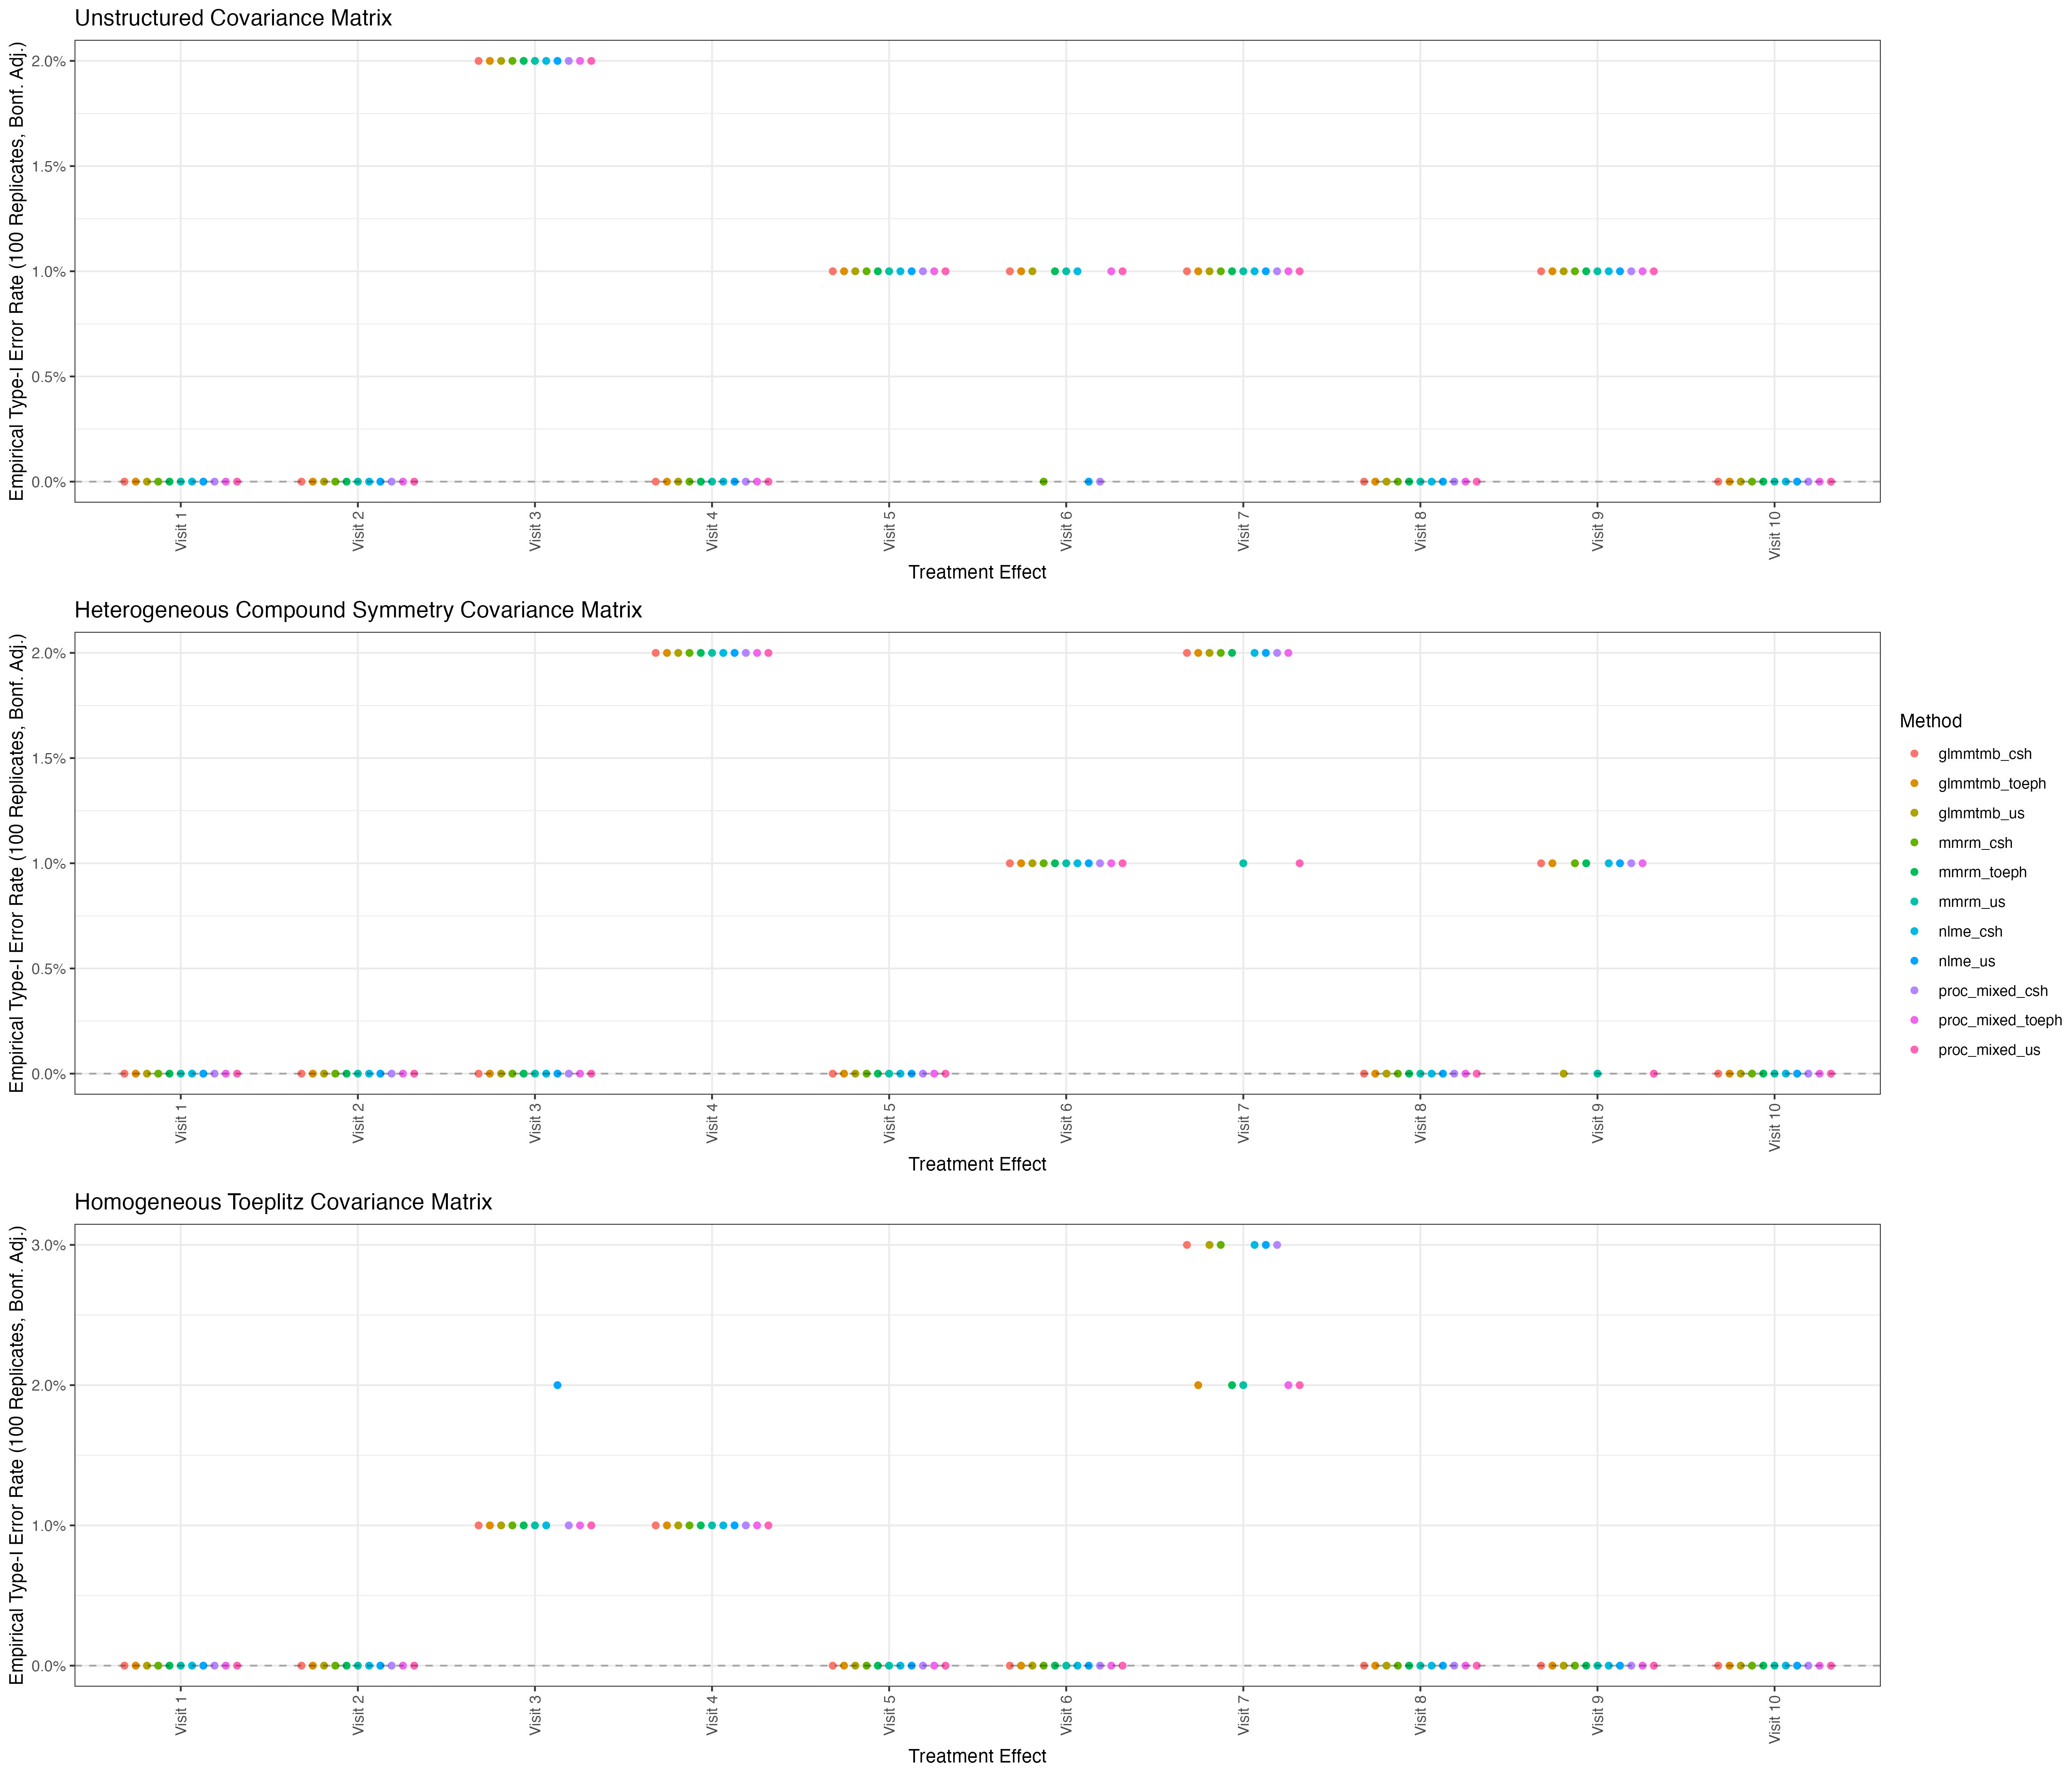 Unstructured Covariance Matrix
Empirical Type-I Error Rate (100 Replicates, Bonf. Adj.)
2.0%
1.5%
1.0%
0.5%
0.0%
Visit 1
Visit 2
Visit 3
Visit 4
Visit 5
Visit 6
Visit 7
Visit 8
Visit 9
Visit 10
Treatment Effect
Heterogeneous Compound Symmetry Covariance Matrix
Empirical Type-I Error Rate (100 Replicates, Bonf. Adj.)
2.0%
1.5%
1.0%
0.5%
0.0%
Visit 1
Visit 2
Visit 3
Visit 4
Visit 5
Visit 6
Visit 7
Visit 8
Visit 9
Visit 10
Treatment Effect
Method
glmmtmb_csh
glmmtmb_toeph
glmmtmb_us
mmrm_csh
mmrm_toeph
mmrm_us
nlme_csh
nlme_us
proc_mixed_csh
proc_mixed_toeph
proc_mixed_us
Homogeneous Toeplitz Covariance Matrix
Empirical Type-I Error Rate (100 Replicates, Bonf. Adj.)
3.0%
2.0%
1.0%
0.0%
Visit 1
Visit 2
Visit 3
Visit 4
Visit 5
Visit 6
Visit 7
Visit 8
Visit 9
Visit 10
Treatment Effect